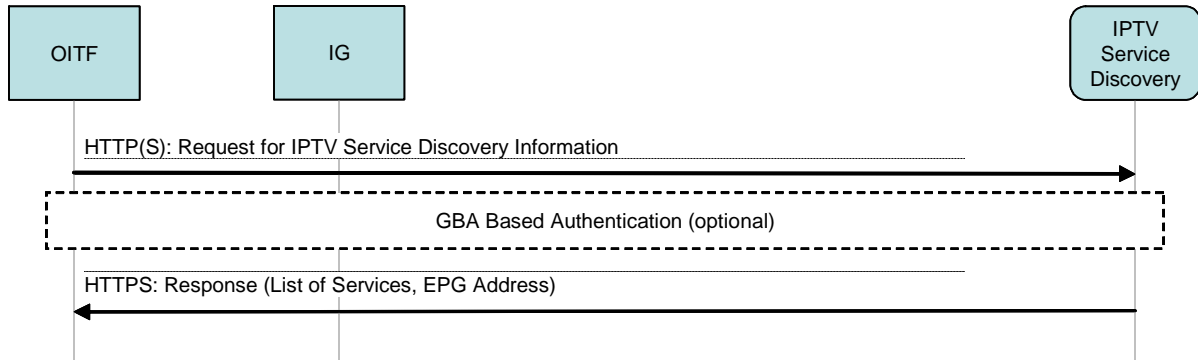 OITF
IG
IPTV
Service
Discovery
HTTP(S): Request for IPTV Service Discovery Information
GBA Based Authentication (optional)
HTTPS: Response (List of Services, EPG Address)